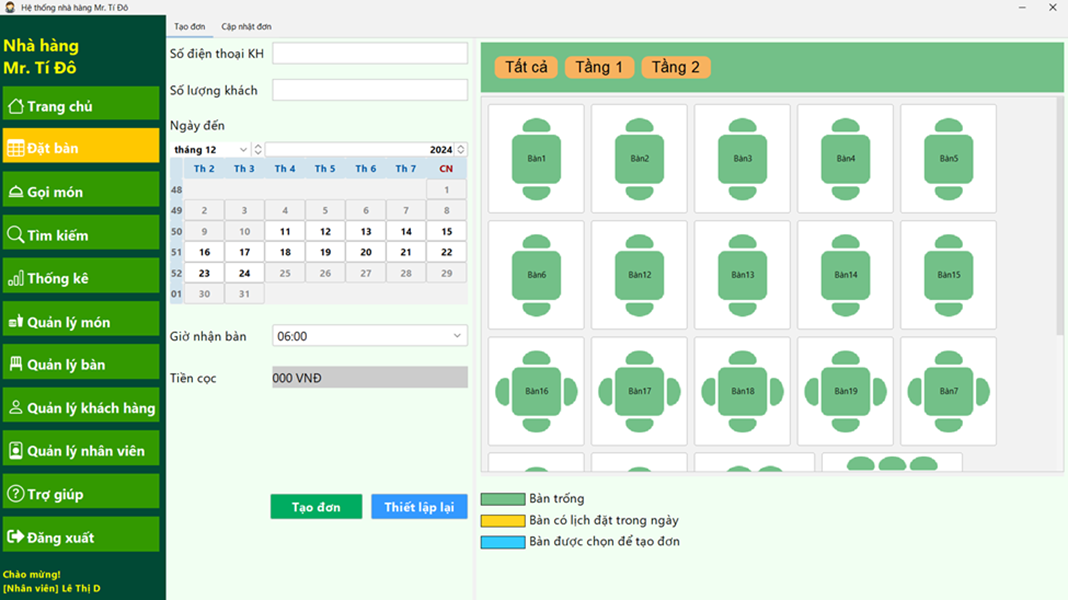 Hệ thống nhà hàng Mr. Tí Đô
Nhà hàng
Mr. Tí Đô
Trang chủ
Đặt bàn
Gọi món
Tìm kiếm
Thống kê
Quản lý món
Quản lý bàn
Quản lý khách hàng
Quản lý nhân viên
Trợ giúp
Đăng xuất
Chào mừng!
[Nhân viên] Lê Thị D
Tạo đơn Cập nhật đơn
Số điện thoại KH
Số lượng khách
Ngày đến
tháng 12 2024
Th 2 Th 3 Th 4 Th 5 Th 6 Th 7 CN
48 1
49 2 3 4 5 6 7 8
50 9 10 11 12 13 14 15
51 16 17 18 19 20 21 22
52 23 24 25 26 27 28 29
01 30 31
Giờ nhận bàn 06:00
Tiền cọc 000 VNĐ
Tạo đơn Thiết lập lại
Tất cả Tầng 1 Tầng 2
Bàn1 Bàn2 Bàn3 Bàn4 Bàn5
Bàn6 Bàn12 Bàn13 Bàn14 Bàn15
Bàn16 Bàn17 Bàn18 Bàn19 Bàn7
Bàn trống
Bàn có lịch đặt trong ngày
Bàn được chọn để tạo đơn